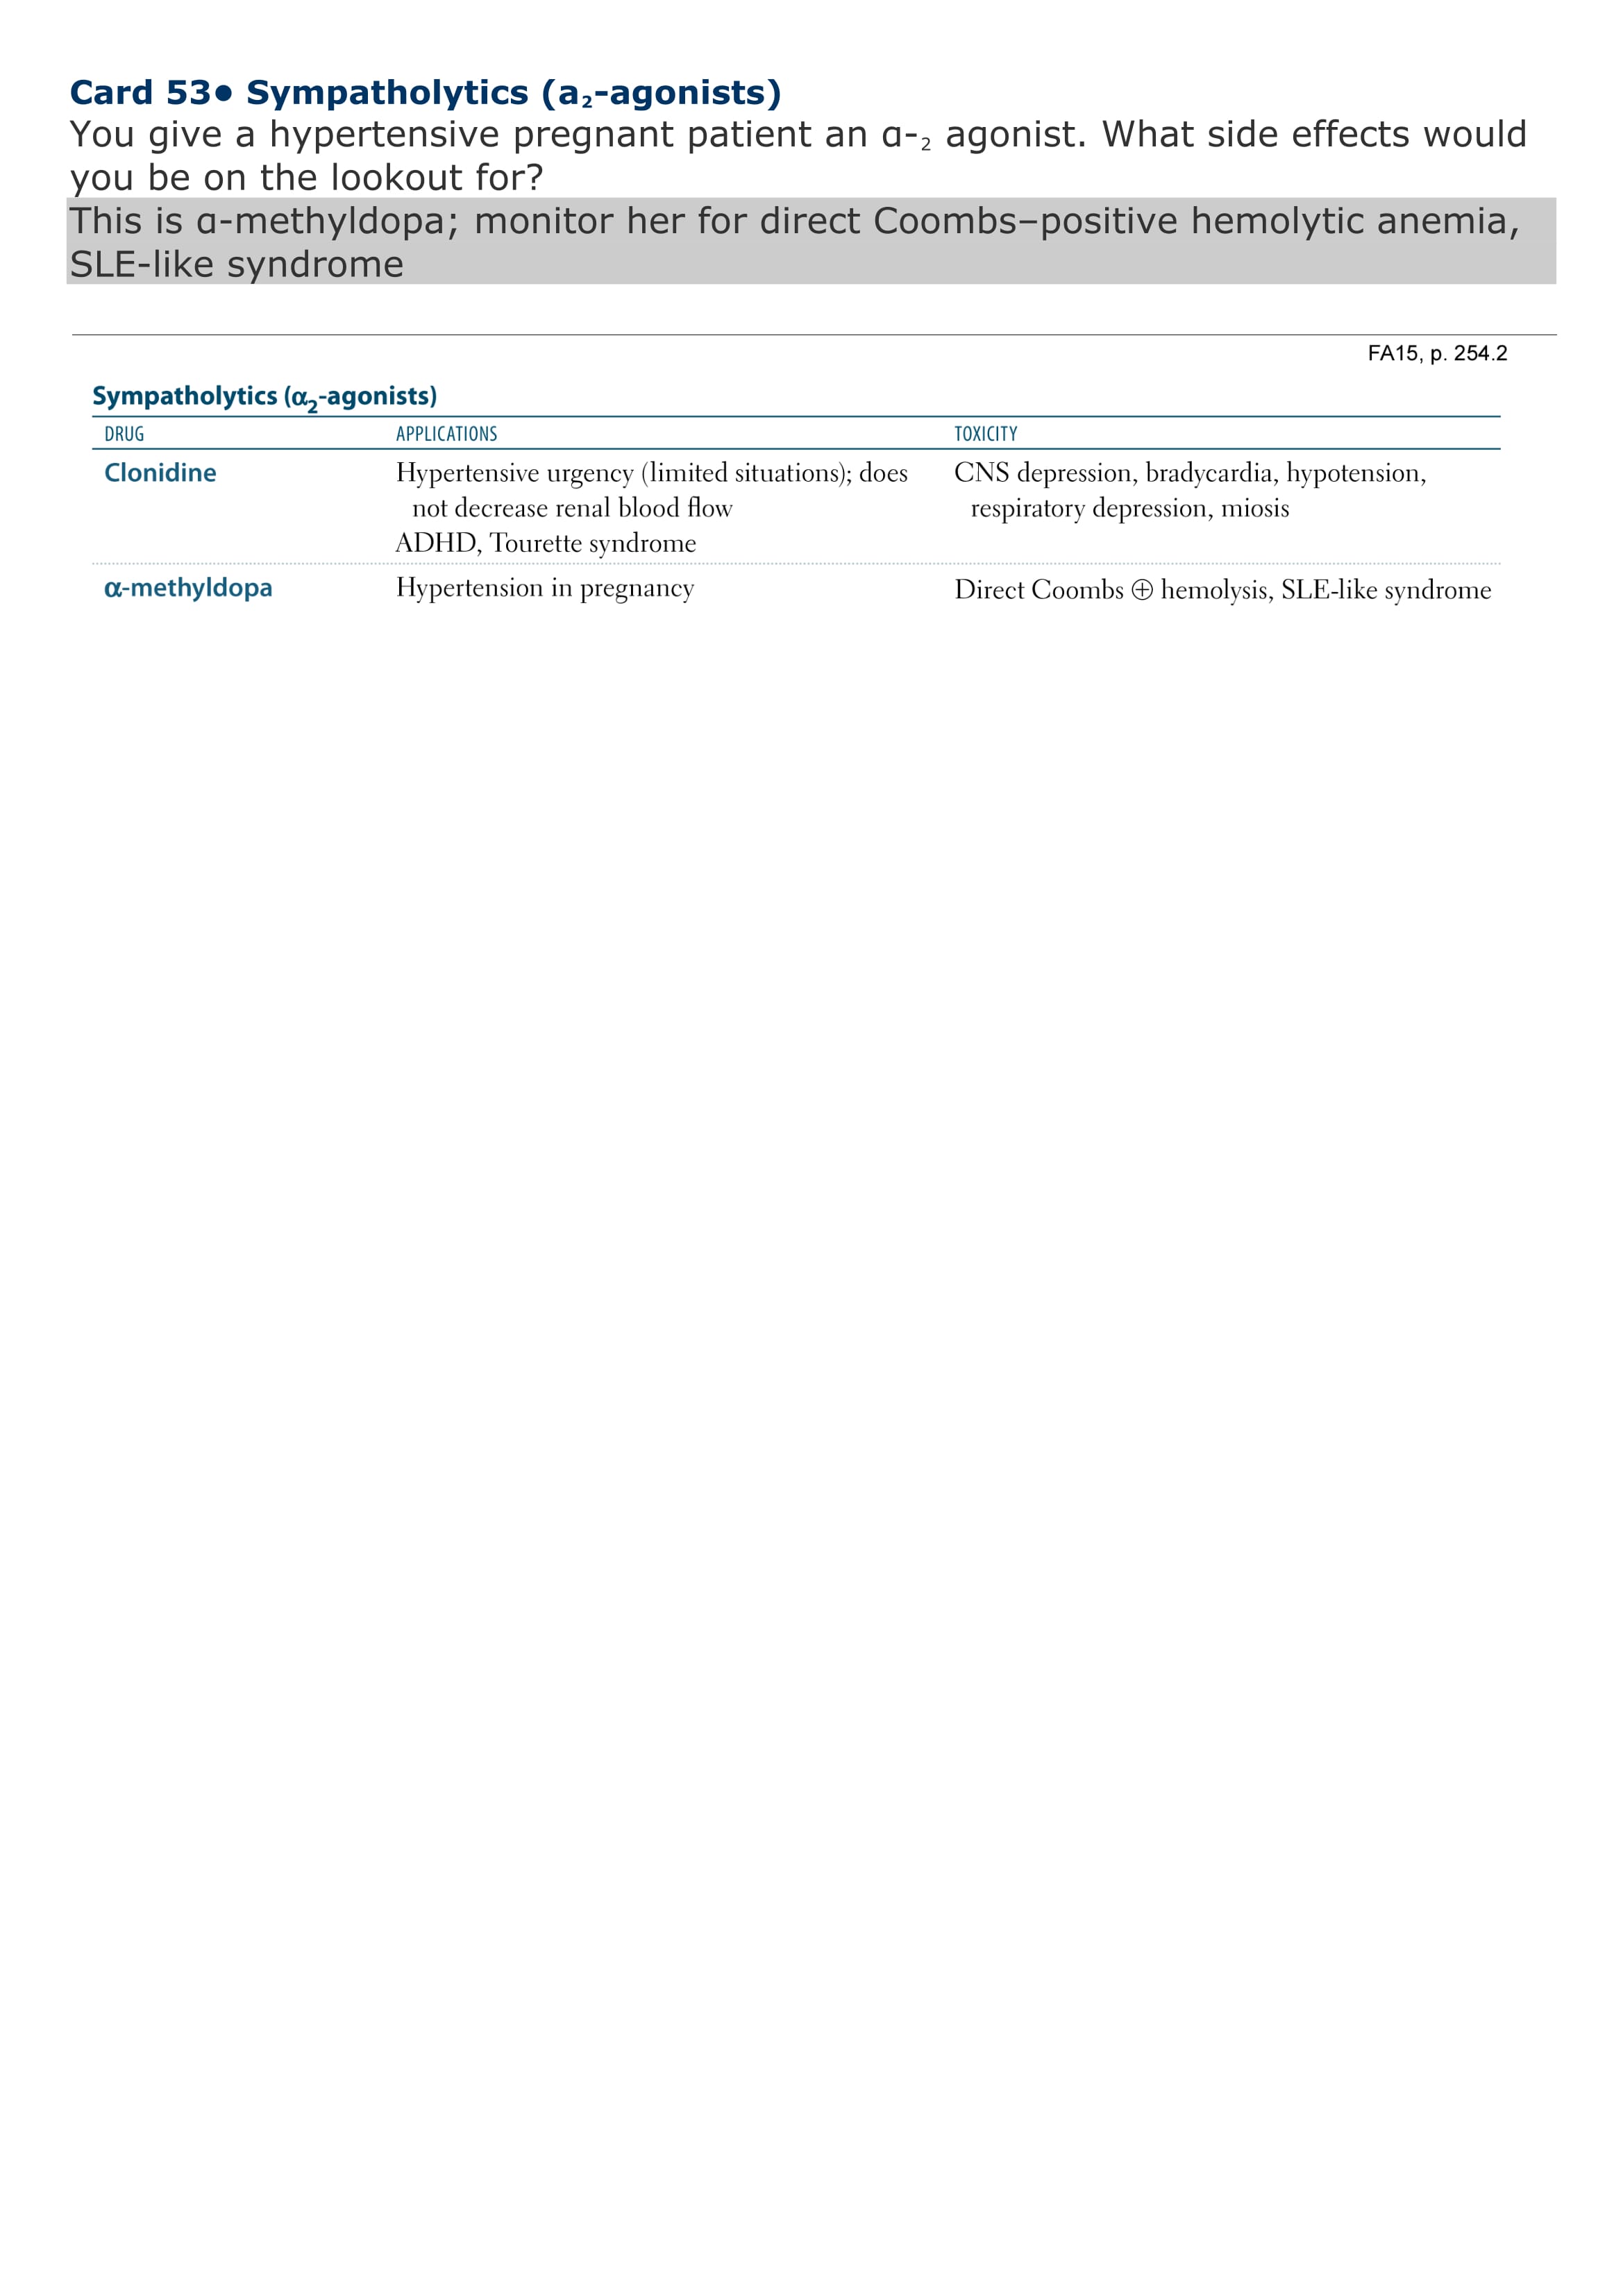 Card 53● Sympatholytics (a₂-agonists)
You give a hypertensive pregnant patient an ɑ-₂ agonist. What side effects would
you be on the lookout for?
This is ɑ-methyldopa; monitor her for direct Coombs–positive hemolytic anemia,
SLE-like syndrome
FA15, p. 254.2
Sympatholytics (α₂-agonists)
DRUG APPLICATIONS TOXICITY
Clonidine Hypertensive urgency (limited situations); does CNS depression, bradycardia, hypotension,
not decrease renal blood flow respiratory depression, miosis
ADHD, Tourette syndrome
α-methyldopa Hypertension in pregnancy Direct Coombs ⊕ hemolysis, SLE-like syndrome